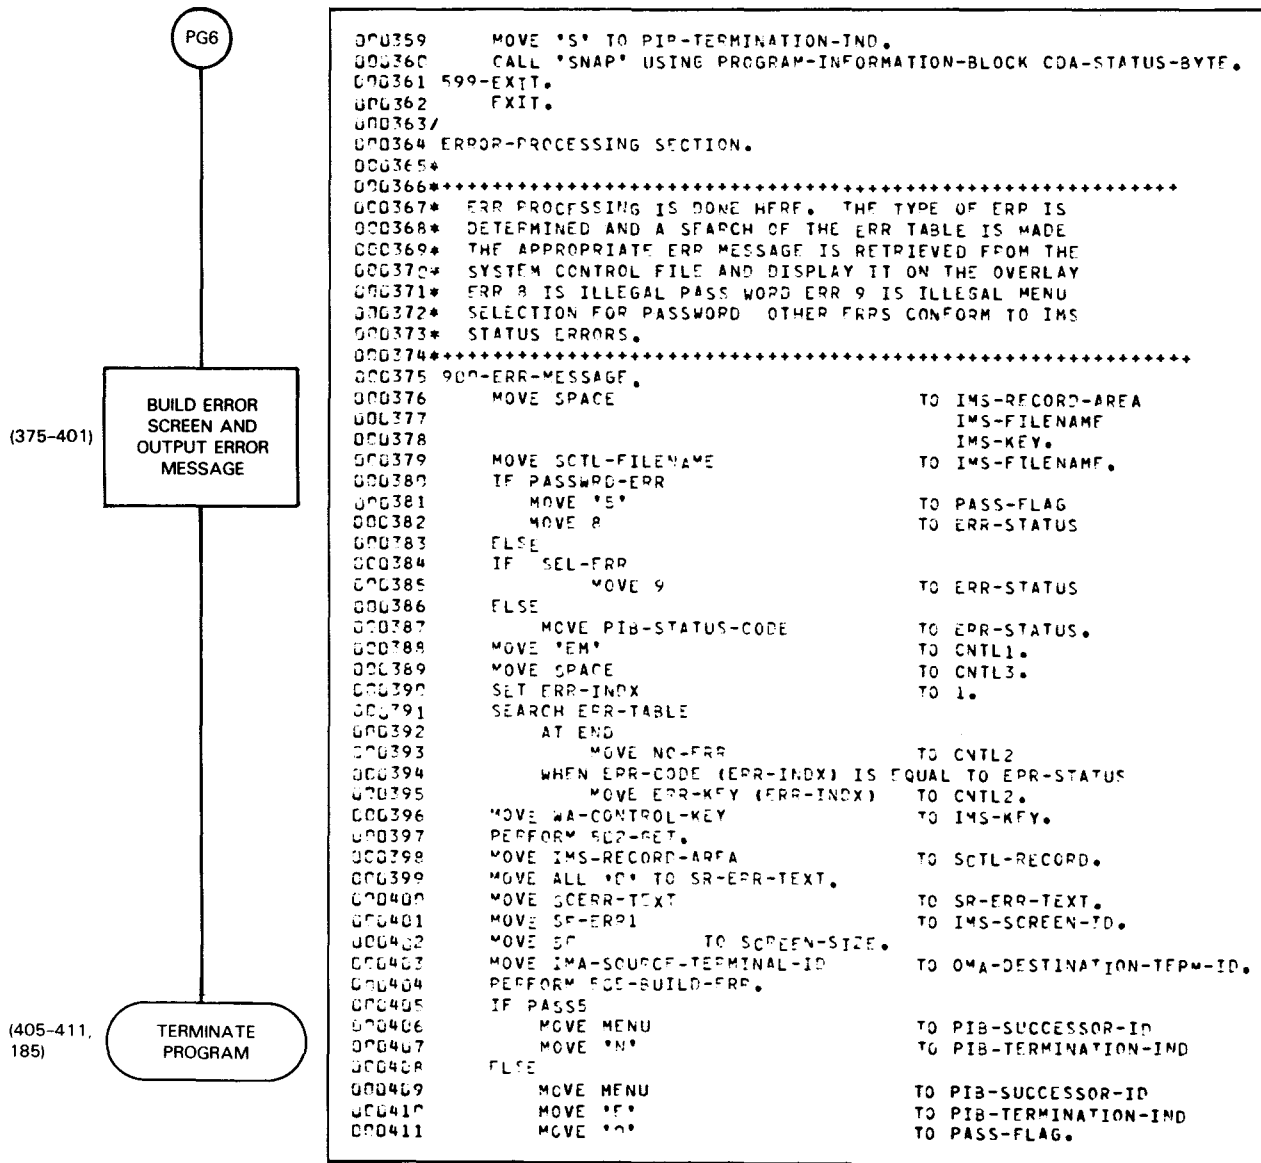 PG6
000359 MOVE 'S' TO PIB-TERMINATION-IND.
000360 CALL 'SNAP' USING PROGRAM-INFORMATION-BLOCK CDA-STATUS-BYTE.
000361 599-EXIT.
000362 EXIT.
000363/
000364 ERROR-PROCESSING SECTION.
000365*
000366*++++++++++++++++++++++++++++++++++++++++++++++++++++++++++
000367* ERR PROCESSING IS DONE HERE. THE TYPE OF ERR IS
000368* DETERMINED AND A SEARCH OF THE ERR TABLE IS MADE
000369* THE APPROPRIATE ERR MESSAGE IS RETRIEVED FROM THE
000370* SYSTEM CONTROL FILE AND DISPLAY IT ON THE OVERLAY
000371* ERR 8 IS ILLEGAL PASS WORD ERR 9 IS ILLEGAL MENU
000372* SELECTION FOR PASSWORD OTHER ERRS CONFORM TO IMS
000373* STATUS ERRORS.
000374*+++++++++++++++++++++++++++++++++++++++++++++++++++++++++++
000375 900-ERR-MESSAGE.
000376 MOVE SPACE TO IMS-RECORD-AREA
000377 IMS-FILENAME
000378 IMS-KEY.
000379 MOVE SCTL-FILENAME TO IMS-FILENAME.
000380 IF PASSWRD-ERR
000381 MOVE '5' TO PASS-FLAG
000382 MOVE 8 TO ERR-STATUS
000383 ELSE
000384 IF SEL-ERR
000385 MOVE 9 TO ERR-STATUS
000386 ELSE
000387 MOVE PIB-STATUS-CODE TO ERR-STATUS.
000388 MOVE 'EM' TO CNTL1.
000389 MOVE SPACE TO CNTL3.
000390 SET ERR-INDX TO 1.
000391 SEARCH ERR-TABLE
000392 AT END
000393 MOVE NO-ERR TO CNTL2
000394 WHEN ERR-CODE (ERR-INDX) IS EQUAL TO ERR-STATUS
000395 MOVE ERR-KEY (ERR-INDX) TO CNTL2.
000396 MOVE WA-CONTROL-KEY TO IMS-KEY.
000397 PERFORM 502-GET.
000398 MOVE IMS-RECORD-AREA TO SCTL-RECORD.
000399 MOVE ALL TO SR-ERR-TEXT.
000400 MOVE SCERR-TEXT TO SR-ERR-TEXT.
000401 MOVE SF-ERR1 TO IMS-SCREEN-ID.
000402 MOVE TO SCREEN-SIZE.
000403 MOVE IMA-SOURCE-TERMINAL-ID TO OMA-DESTINATION-TERM-ID.
000404 PERFORM
000405 IF PASS5
000406 MOVE MENU TO PIB-SUCCESSOR-ID
000407 MOVE 'N' TO PIB-TERMINATION-IND
000408 ELSE
000409 MOVE MENU TO PIB-SUCCESSOR-ID
000410 MOVE 'E' TO PIB-TERMINATION-IND
000411 MOVE TO PASS-FLAG.
(375-401)
BUILD ERROR
SCREEN AND
OUTPUT ERROR
MESSAGE
(405-411,
185)
TERMINATE
PROGRAM